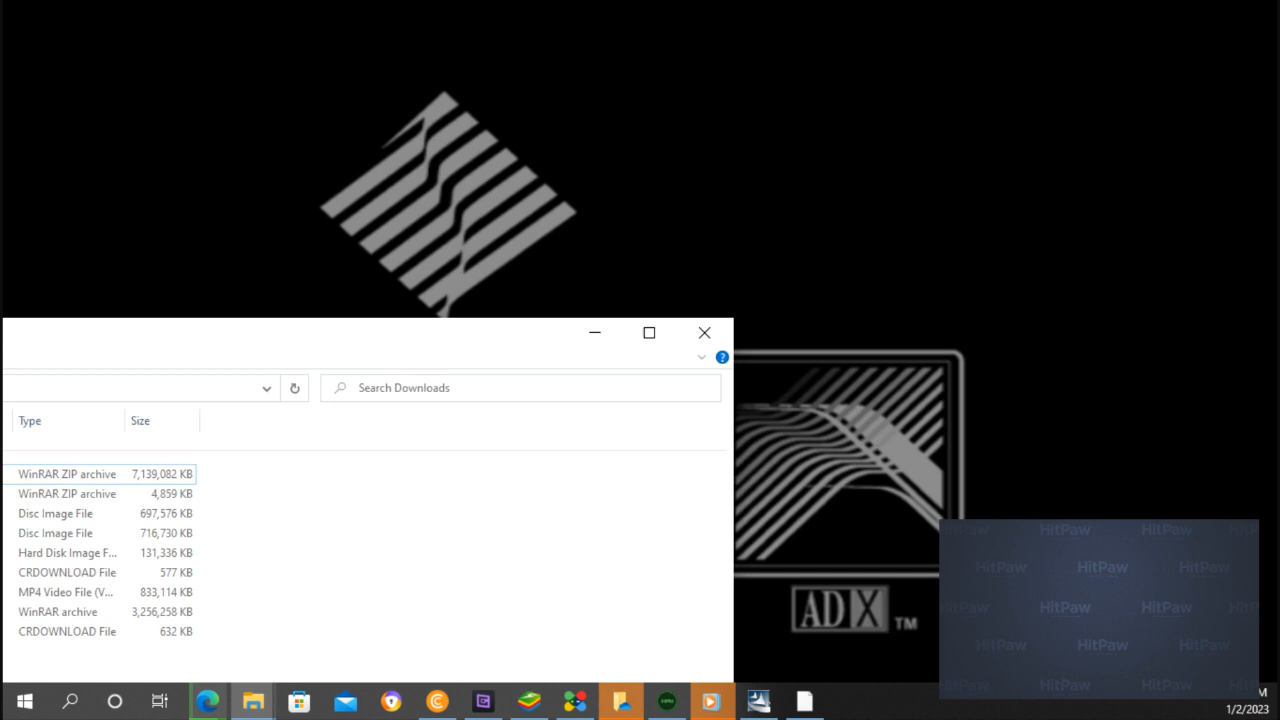 Search Downloads
Type Size
WinRAR ZIP archive 7,139,082 KB
WinRAR ZIP archive 4,859 KB
Disc Image File 697,576 KB
Disc Image File 716,730 KB
Hard Disk Image F... 131,336 KB
CRDOWNLOAD File 577 KB
MP4 Video File (V... 833,114 KB
WinRAR archive 3,256,258 KB
CRDOWNLOAD File 632 KB
ADX TM
HitPaw HitPaw HitPaw HitP
HitPaw HitPaw HitPaw
HitPaw HitPaw HitPaw HitP
HitPaw HitPaw HitPaw
HitPaw HitPaw HitPaw HitP
M
1/2/2023